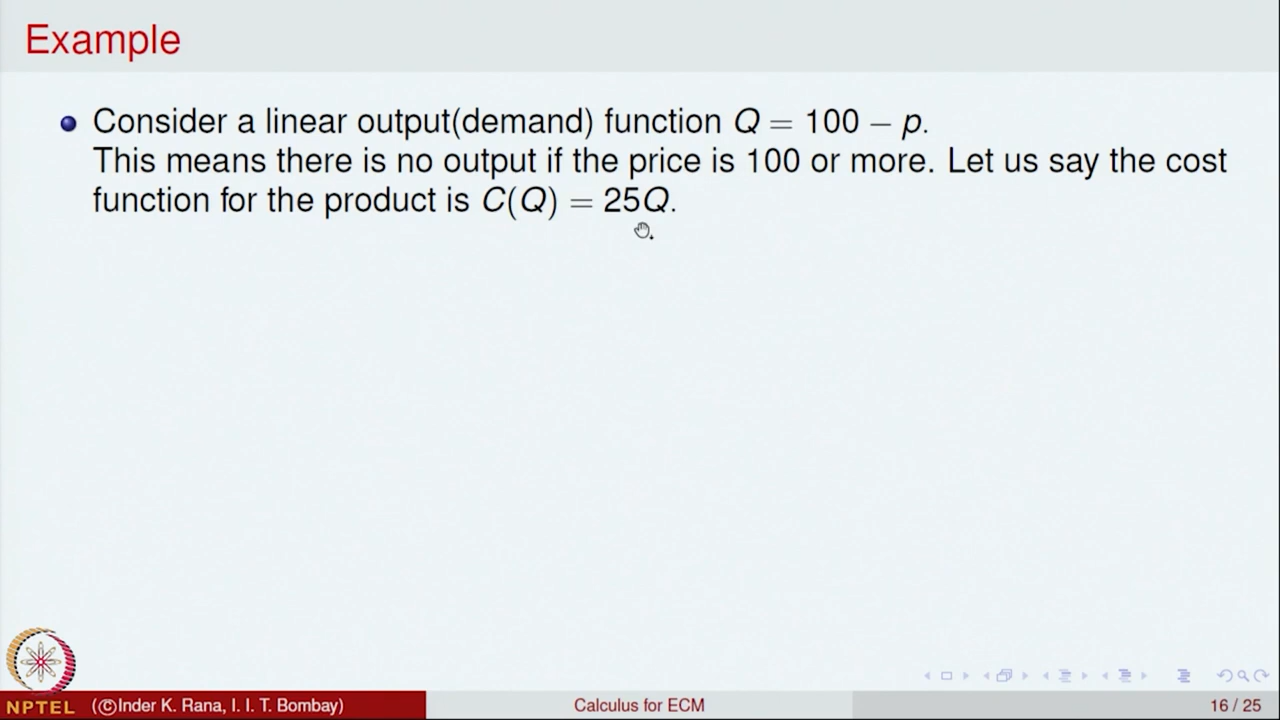 Example
Consider a linear output(demand) function Q = 100 − p.
This means there is no output if the price is 100 or more. Let us say the cost
function for the product is C(Q) = 25Q.
NPTEL
(©Inder K. Rana, I. I. T. Bombay)
Calculus for ECM
16 / 25